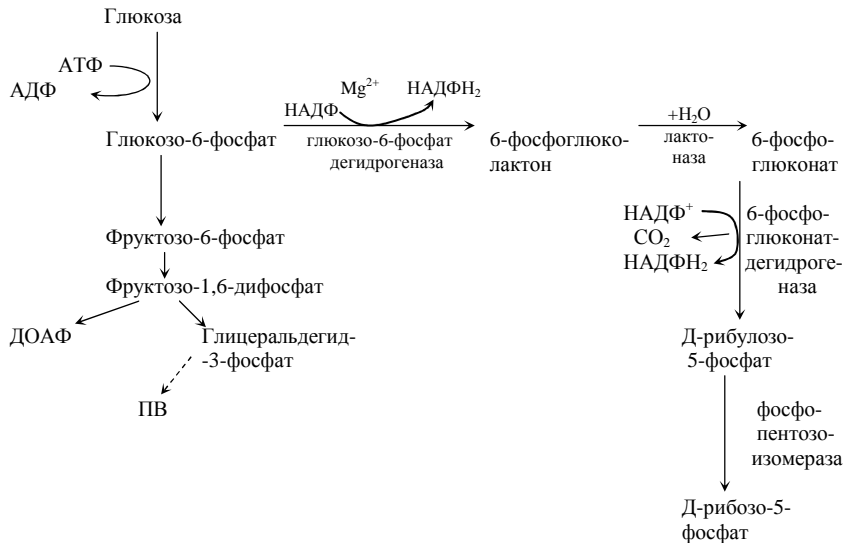 Глюкоза
АТФ
АДФ
Mg²⁺
НАДФН₂
НАДФ
+Н₂О
Глюкозо-6-фосфат
глюкозо-6-фосфат
дегидрогеназа
6-фосфоглюко-
лактон
лакто-
наза
6-фосфо-
глюконат
НАДФ⁺
СО₂
НАДФН₂
6-фосфо-
глюконат-
дегидроге-
наза
Фруктозо-6-фосфат
Фруктозо-1,6-дифосфат
ДОАФ
Глицеральдегид-
-3-фосфат
ПВ
Д-рибулозо-
5-фосфат
фосфо-
пентозо-
изомераза
Д-рибозо-5-
фосфат